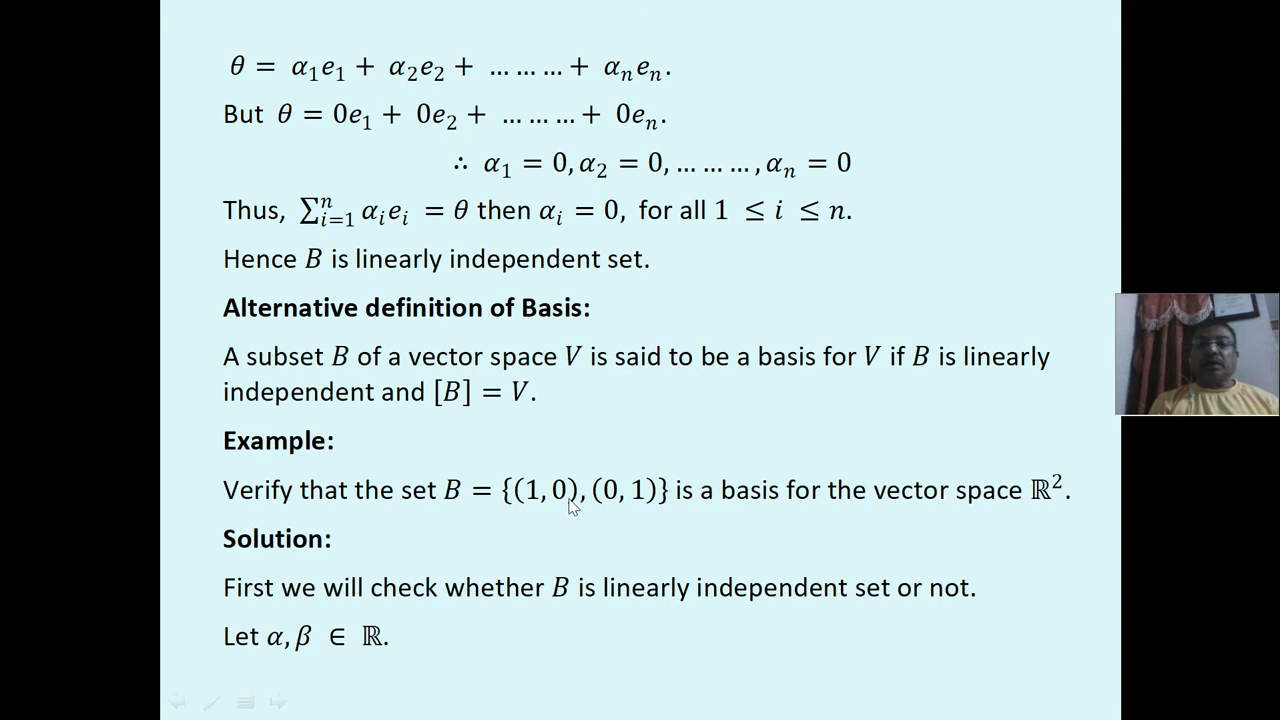 θ = α₁e₁ + α₂e₂ + ……… + αₙeₙ.
But θ = 0e₁ + 0e₂ + ……… + 0eₙ.
∴ α₁ = 0, α₂ = 0, ………, αₙ = 0
Thus, ∑ⁿᵢ₌₁ αᵢeᵢ = θ then αᵢ = 0, for all 1 ≤ i ≤ n.
Hence B is linearly independent set.
Alternative definition of Basis:
A subset B of a vector space V is said to be a basis for V if B is linearly
independent and [B] = V.
Example:
Verify that the set B = {(1, 0), (0, 1)} is a basis for the vector space ℝ².
Solution:
First we will check whether B is linearly independent set or not.
Let α, β ∈ ℝ.